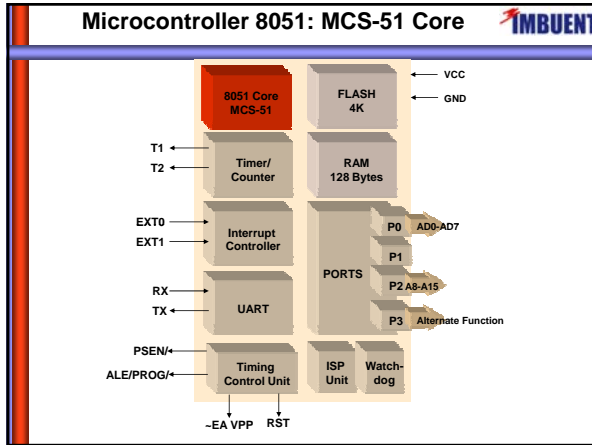 Microcontroller 8051: MCS-51 Core
IMBUENT
8051 Core
MCS-51
FLASH
4K
VCC
GND
T1
T2
Timer/
Counter
RAM
128 Bytes
EXT0
EXT1
Interrupt
Controller
PORTS
P0
AD0-AD7
P1
P2
A8-A15
P3
Alternate Function
RX
TX
UART
PSEN/
ALE/PROG/
Timing
Control Unit
ISP
Unit
Watch-
dog
~EA VPP
RST